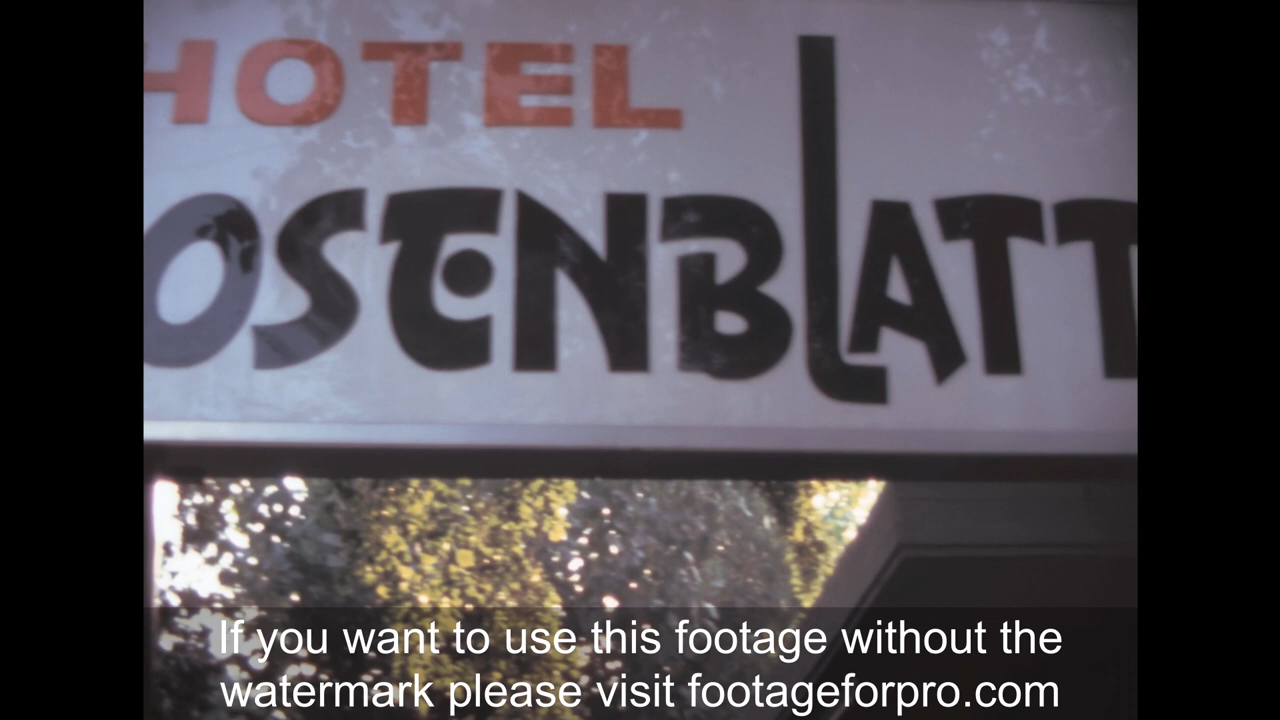 HOTEL
OSENBLATT
If you want to use this footage without the
watermark please visit footageforpro.com